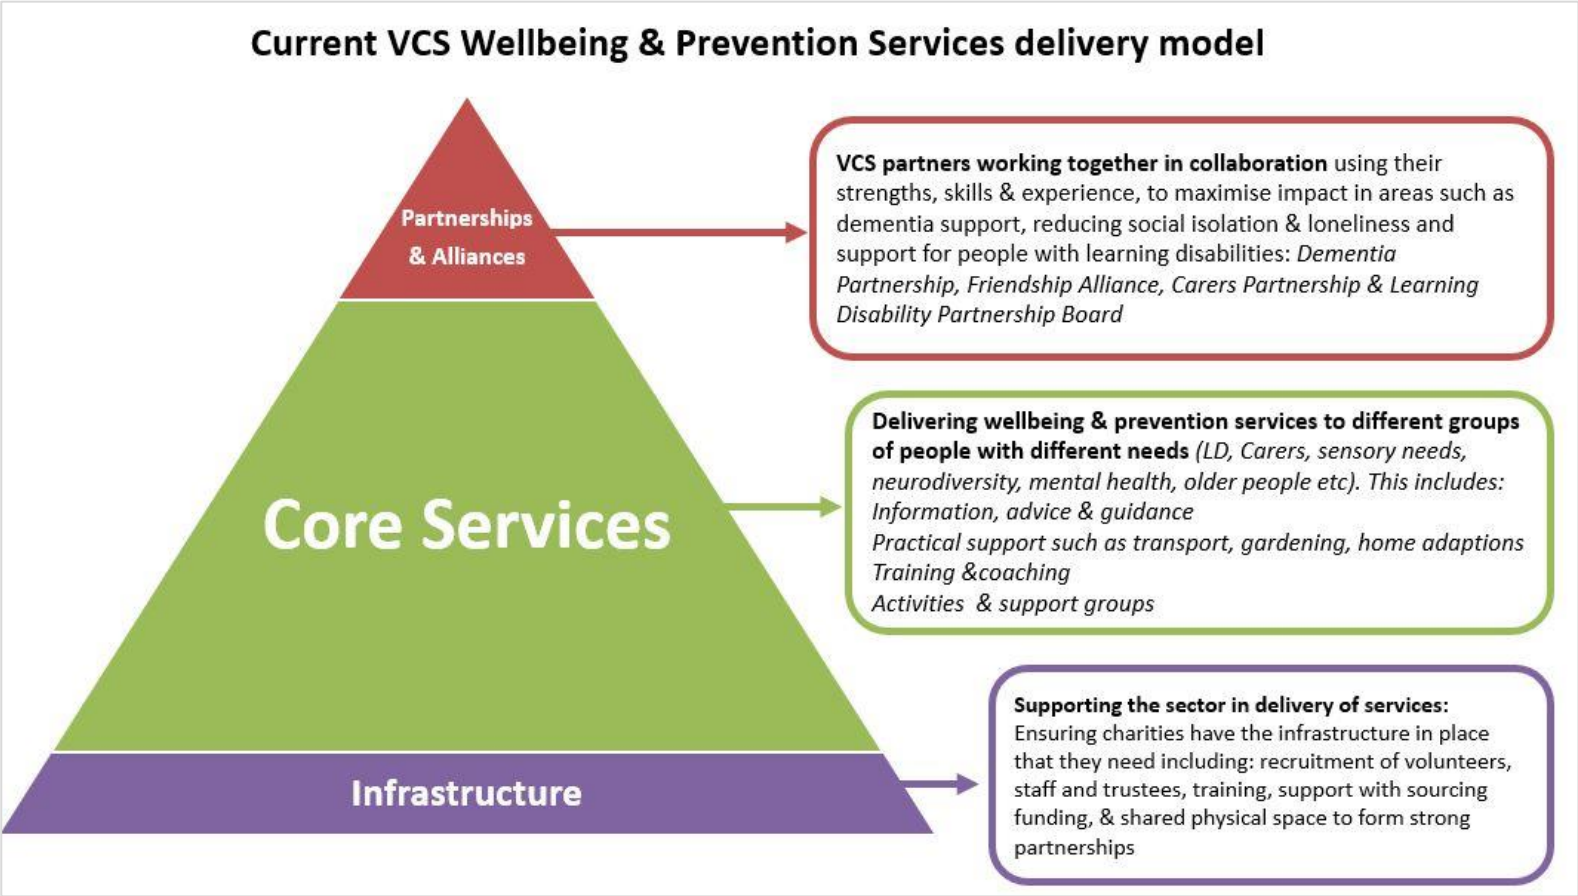 Current VCS Wellbeing & Prevention Services delivery model
Partnerships
& Alliances
VCS partners working together in collaboration using their
strengths, skills & experience, to maximise impact in areas such as
dementia support, reducing social isolation & loneliness and
support for people with learning disabilities: Dementia
Partnership, Friendship Alliance, Carers Partnership & Learning
Disability Partnership Board
Core Services
Delivering wellbeing & prevention services to different groups
of people with different needs (LD, Carers, sensory needs,
neurodiversity, mental health, older people etc). This includes:
Information, advice & guidance
Practical support such as transport, gardening, home adaptions
Training &coaching
Activities & support groups
Infrastructure
Supporting the sector in delivery of services:
Ensuring charities have the infrastructure in place
that they need including: recruitment of volunteers,
staff and trustees, training, support with sourcing
funding, & shared physical space to form strong
partnerships